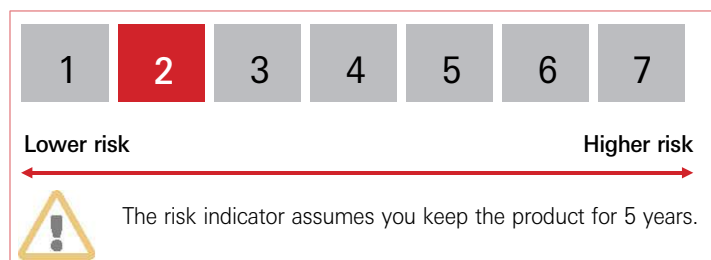 1 2 3 4 5 6 7
Lower risk Higher risk
The risk indicator assumes you keep the product for 5 years.